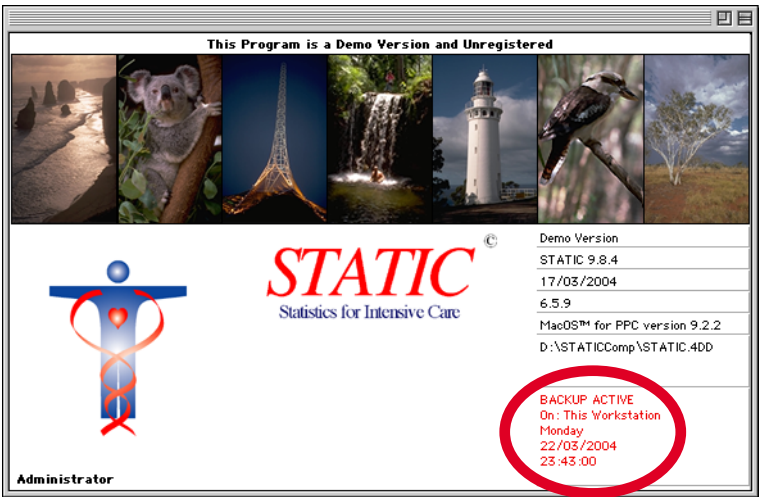 This Program is a Demo Version and Unregistered
STATIC ©
Statistics for Intensive Care
Demo Version
STATIC 9.8.4
17/03/2004
6.5.9
MacOS™ for PPC version 9.2.2
D:\STATICComp\STATIC.4DD
BACKUP ACTIVE
On: This Workstation
Monday
22/03/2004
23:43:00
Administrator